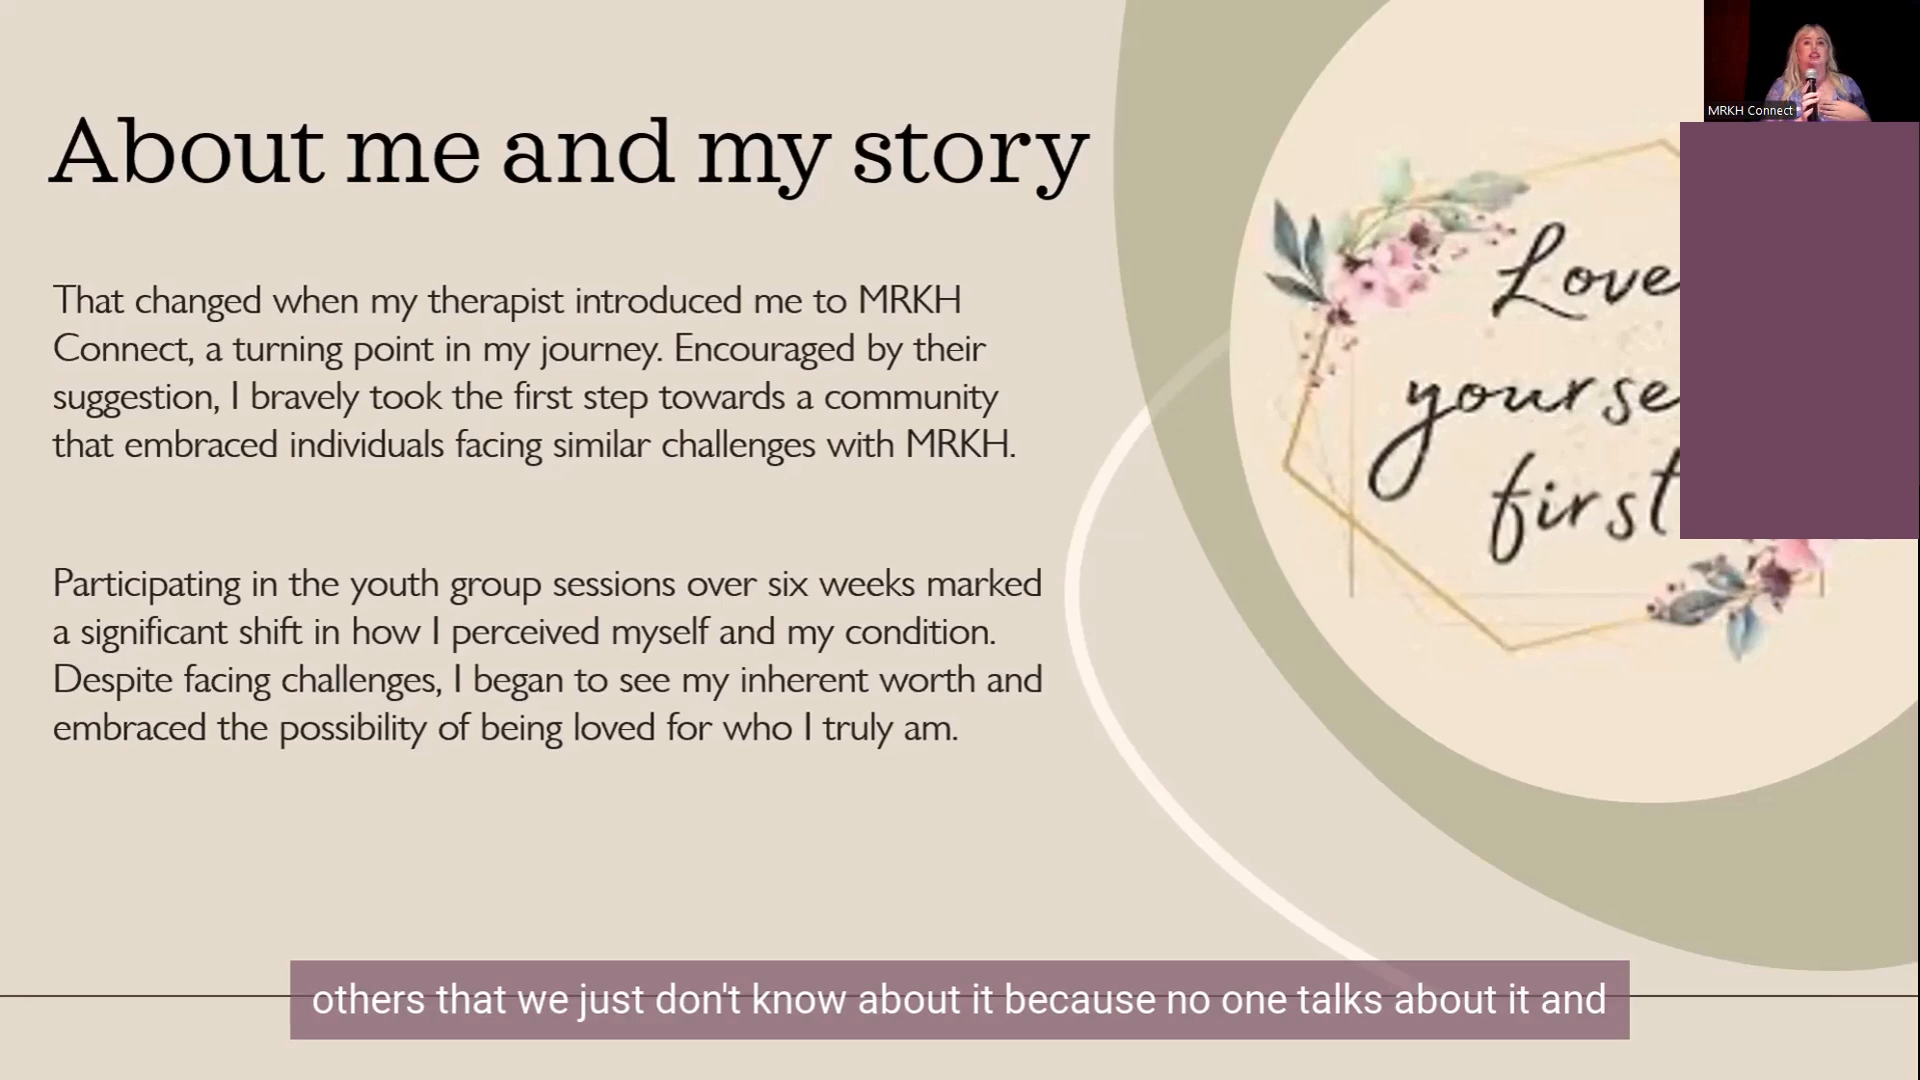 MRKH Connect
About me and my story
That changed when my therapist introduced me to MRKH
Connect, a turning point in my journey. Encouraged by their
suggestion, I bravely took the first step towards a community
that embraced individuals facing similar challenges with MRKH.
Participating in the youth group sessions over six weeks marked
a significant shift in how I perceived myself and my condition.
Despite facing challenges, I began to see my inherent worth and
embraced the possibility of being loved for who I truly am.
Love
yourse
first
others that we just don't know about it because no one talks about it and